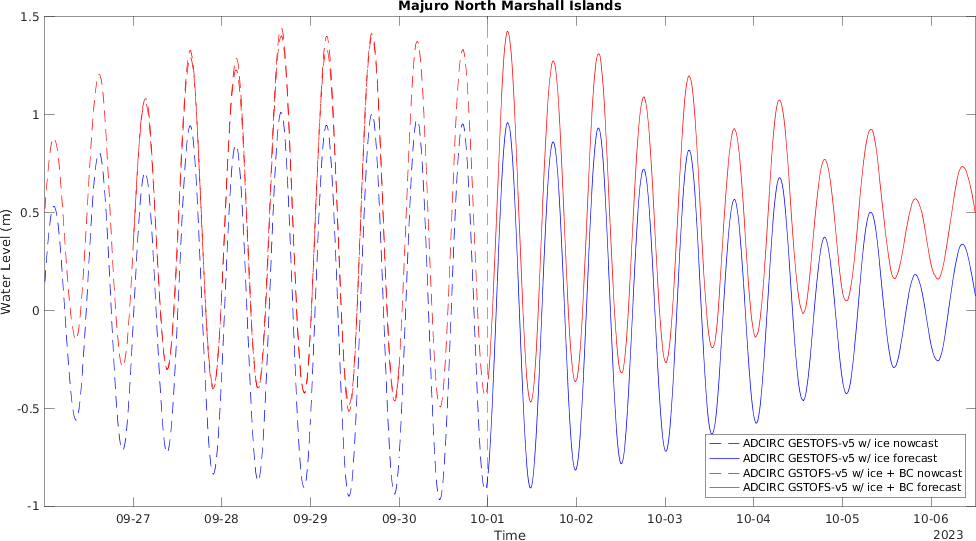 Majuro North Marshall Islands
1.5
1
0.5
0
-0.5
-1
Water Level (m)
ADCIRC GESTOFS-v5 w/ ice nowcast
ADCIRC GESTOFS-v5 w/ ice forecast
ADCIRC GSTOFS-v5 w/ ice + BC nowcast
ADCIRC GSTOFS-v5 w/ ice + BC forecast
09-27 09-28 09-29 09-30 10-01 10-02 10-03 10-04 10-05 10-06
Time
2023